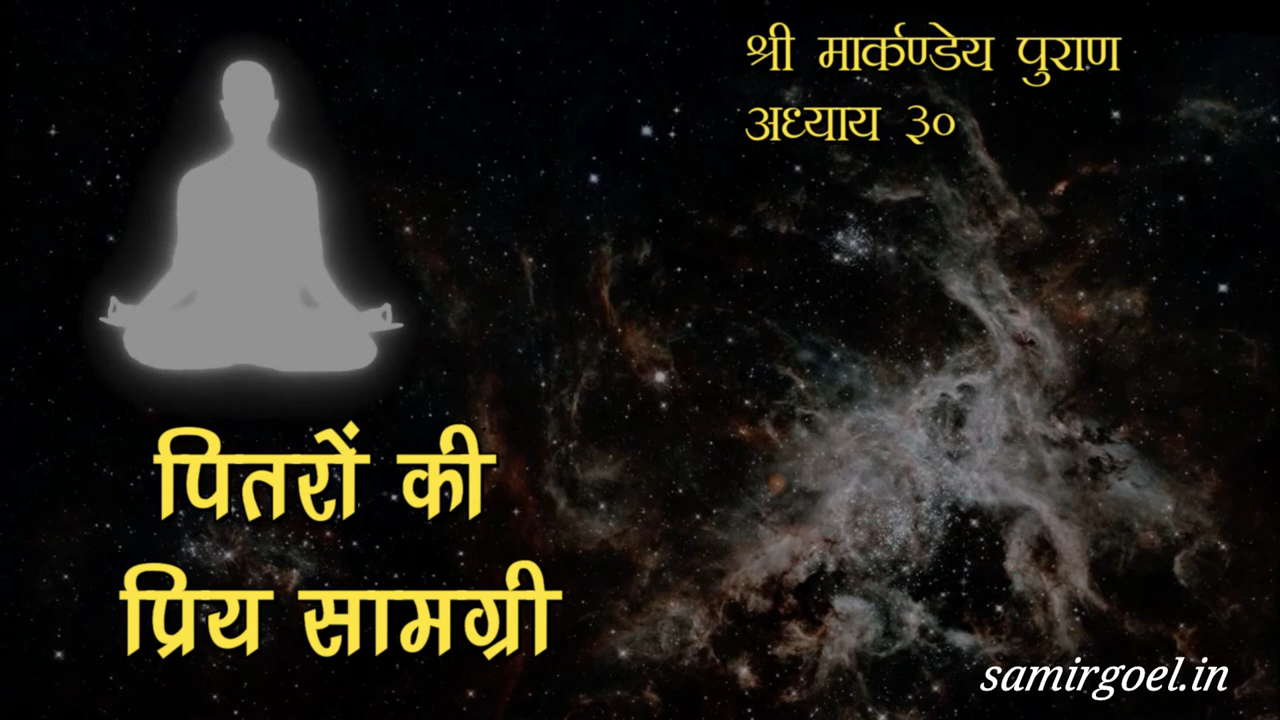 श्री मार्कण्डेय पुराण
अध्याय ३०
पितरों की
प्रिय सामग्री
samirgoel.in